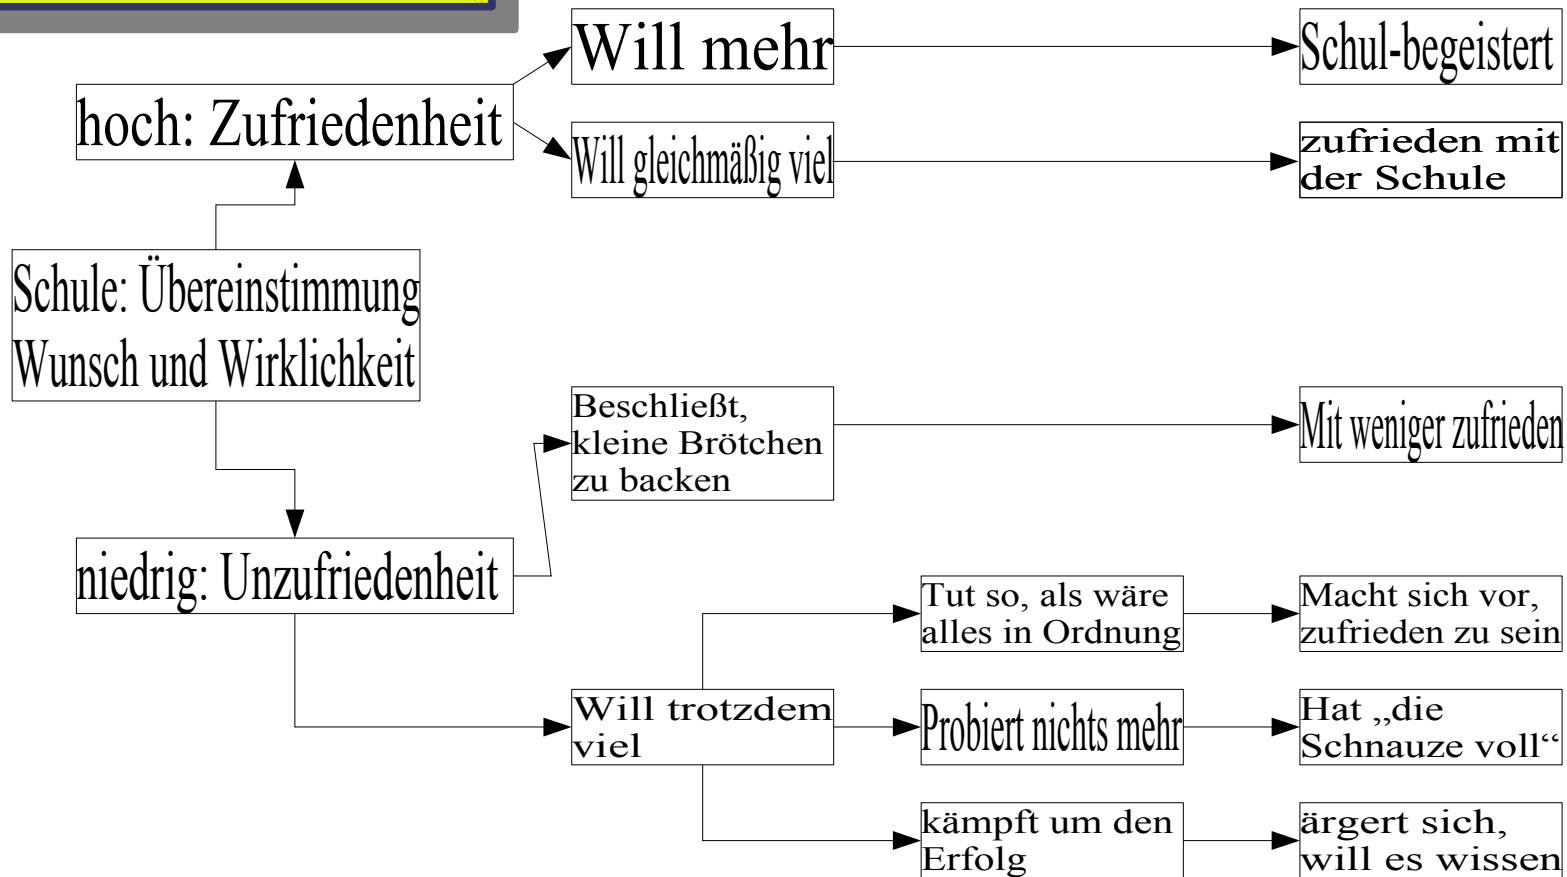 Will mehr
Schul-begeistert
hoch: Zufriedenheit
Will gleichmäßig viel
zufrieden mit
der Schule
Schule: Übereinstimmung
Wunsch und Wirklichkeit
Beschließt,
kleine Brötchen
zu backen
Mit weniger zufrieden
niedrig: Unzufriedenheit
Tut so, als wäre
alles in Ordnung
Macht sich vor,
zufrieden zu sein
Will trotzdem
viel
Probiert nichts mehr
Hat „die
Schnauze voll“
kämpft um den
Erfolg
ärgert sich,
will es wissen